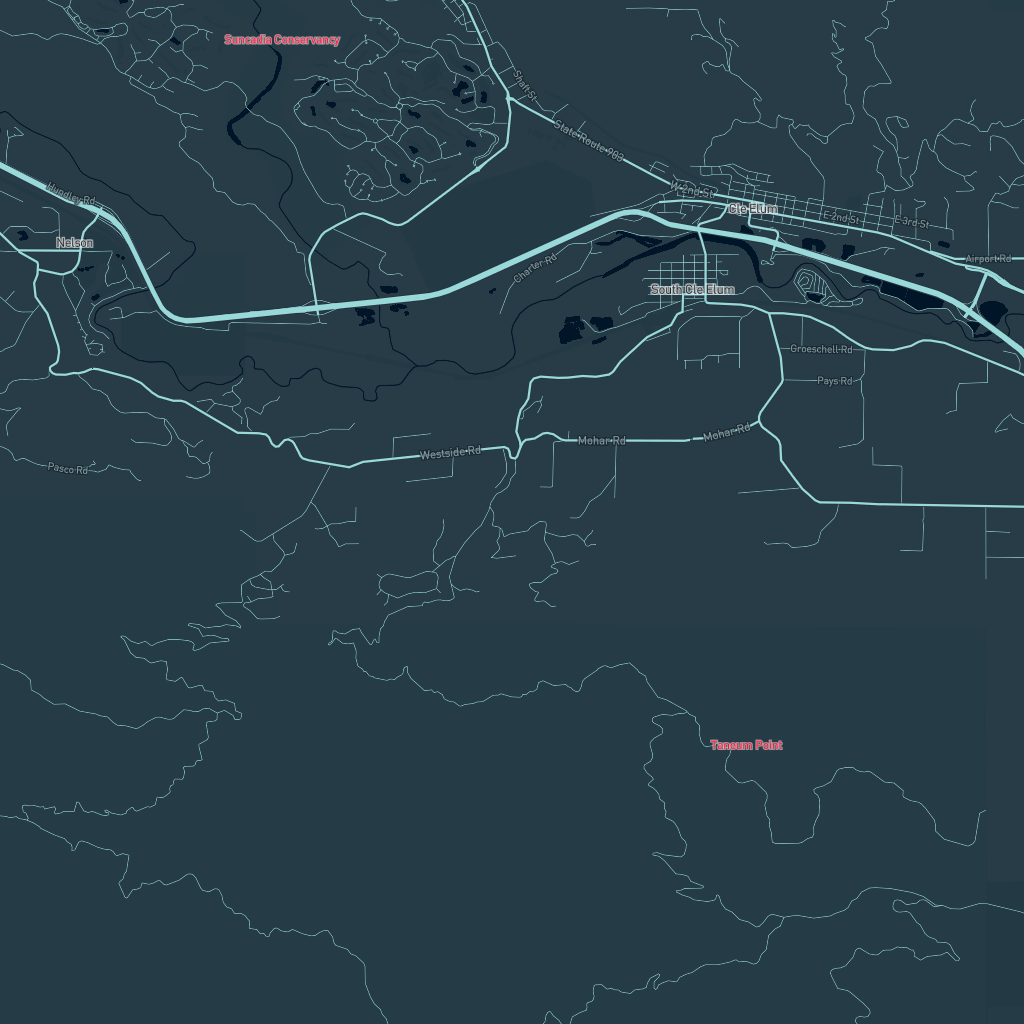 Suncadia Conservancy
Shaft St
State Route 903
Hundley Rd
W 2nd St
Cle Elum
E 2nd St
E 3rd St
Nelson
Airport Rd
Charter Rd
South Cle Elum
Groeschell Rd
Pays Rd
Mohar Rd
Mohar Rd
Westside Rd
Pasco Rd
Taneum Point